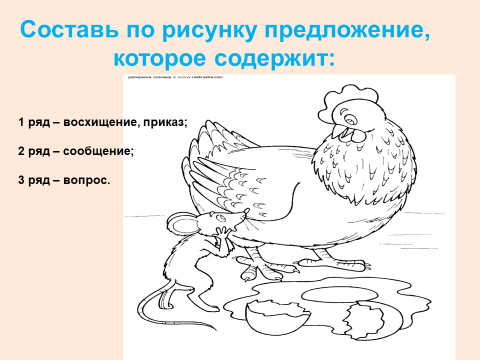 Составь по рисунку предложение,
которое содержит:
1 ряд – восхищение, приказ;
2 ряд – сообщение;
3 ряд – вопрос.